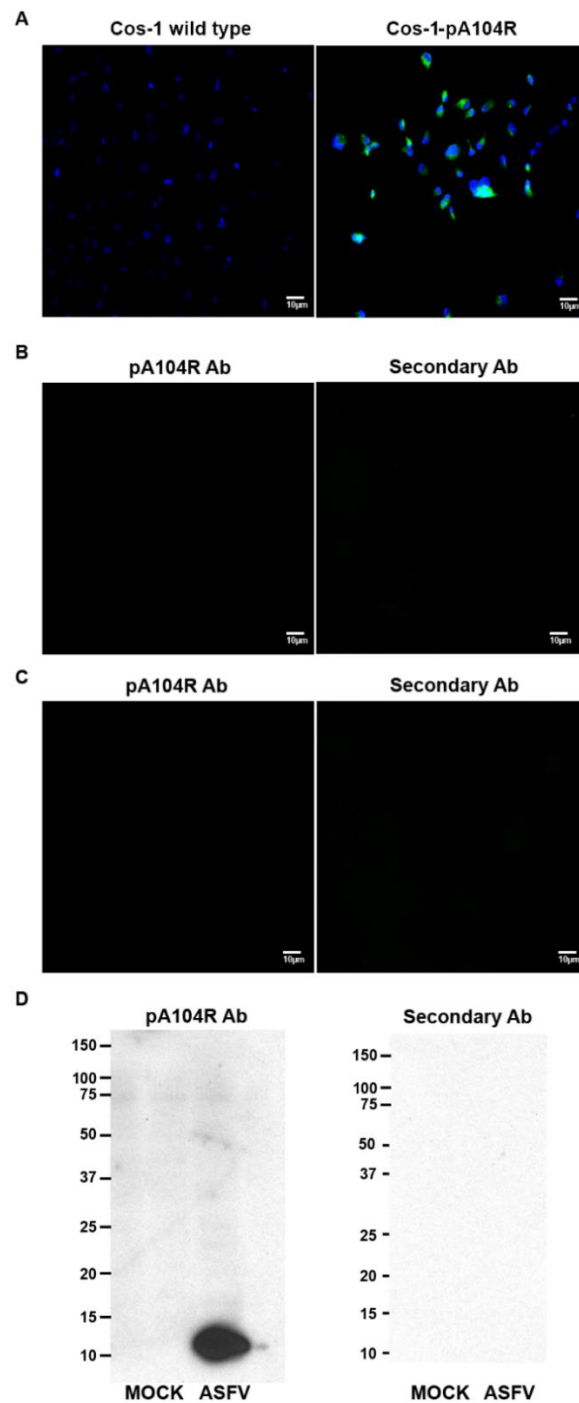 A
Cos-1 wild type Cos-1-pA104R
10µm 10µm
B
pA104R Ab Secondary Ab
10µm 10µm
C
pA104R Ab Secondary Ab
10µm 10µm
D
pA104R Ab Secondary Ab
150 150
100 100
75 75
50 50
37 37
25 25
20 20
15 15
10 10
MOCK ASFV MOCK ASFV